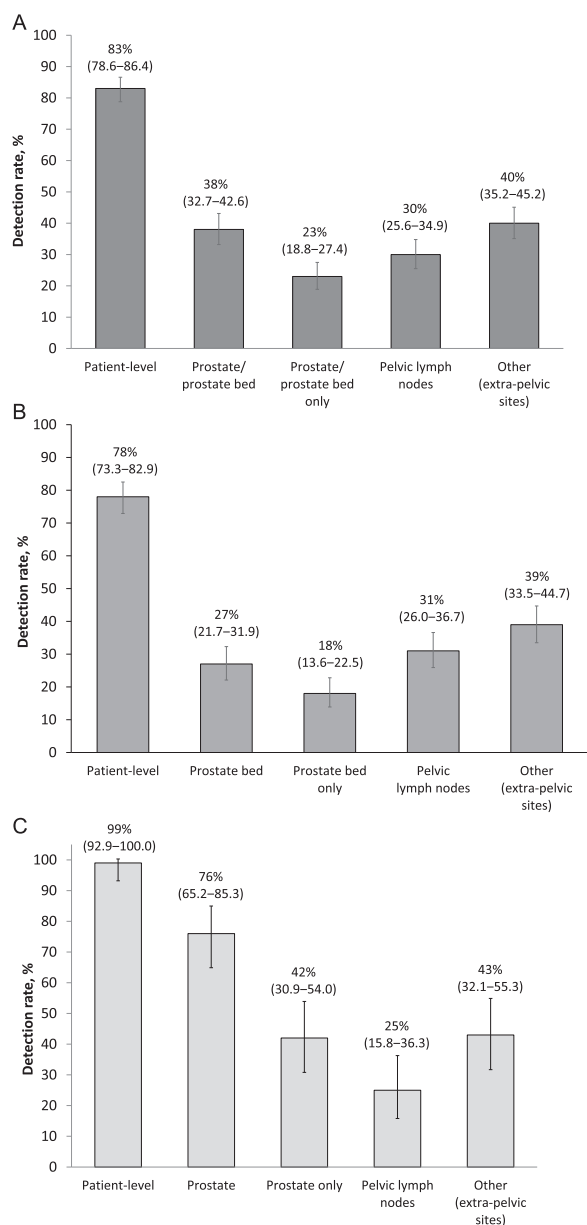 A
Detection rate, %
100
90
80
70
60
50
40
30
20
10
0
83%
(78.6–86.4)
38%
(32.7–42.6)
23%
(18.8–27.4)
30%
(25.6–34.9)
40%
(35.2–45.2)
Patient-level
Prostate/
prostate bed
Prostate/
prostate bed
only
Pelvic lymph
nodes
Other
(extra-pelvic
sites)
B
Detection rate, %
100
90
80
70
60
50
40
30
20
10
0
78%
(73.3–82.9)
27%
(21.7–31.9)
18%
(13.6–22.5)
31%
(26.0–36.7)
39%
(33.5–44.7)
Patient-level
Prostate bed
Prostate bed
only
Pelvic
lymph nodes
Other
(extra-pelvic
sites)
C
Detection rate, %
100
90
80
70
60
50
40
30
20
10
0
99%
(92.9–100.0)
76%
(65.2–85.3)
42%
(30.9–54.0)
25%
(15.8–36.3)
43%
(32.1–55.3)
Patient-level
Prostate
Prostate only
Pelvic lymph
nodes
Other
(extra-pelvic
sites)